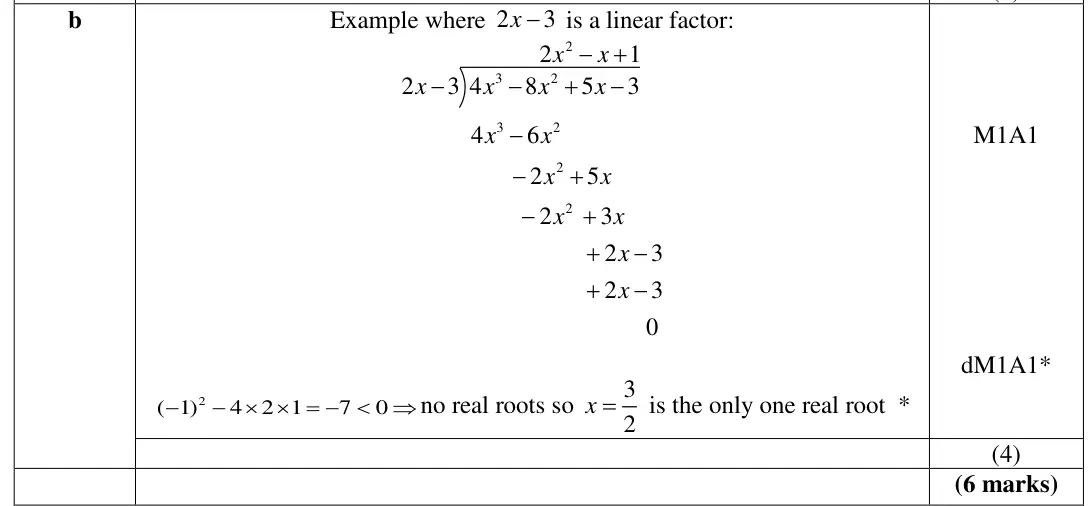 b
Example where 2x − 3 is a linear factor:
2x² − x + 1
2x − 3)4x³ − 8x² + 5x − 3
4x³ − 6x²
M1A1
− 2x² + 5x
− 2x² + 3x
+ 2x − 3
+ 2x − 3
0
dM1A1*
(−1)² − 4 × 2 × 1 = −7 < 0 ⇒ no real roots so x = 3/2 is the only one real root *
(4)
(6 marks)